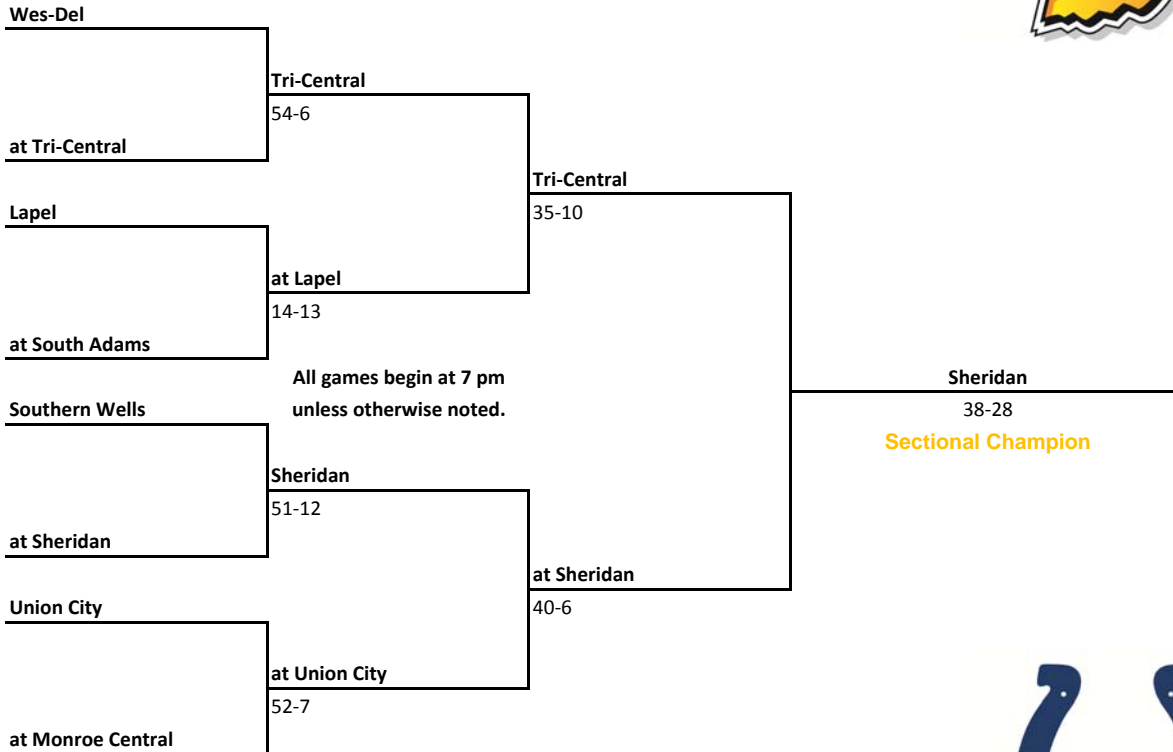 Wes-Del
Tri-Central
54-6
at Tri-Central
Tri-Central
35-10
Lapel
at Lapel
14-13
at South Adams
All games begin at 7 pm
unless otherwise noted.
Southern Wells
Sheridan
38-28
Sectional Champion
Sheridan
51-12
at Sheridan
at Sheridan
40-6
Union City
at Union City
52-7
at Monroe Central